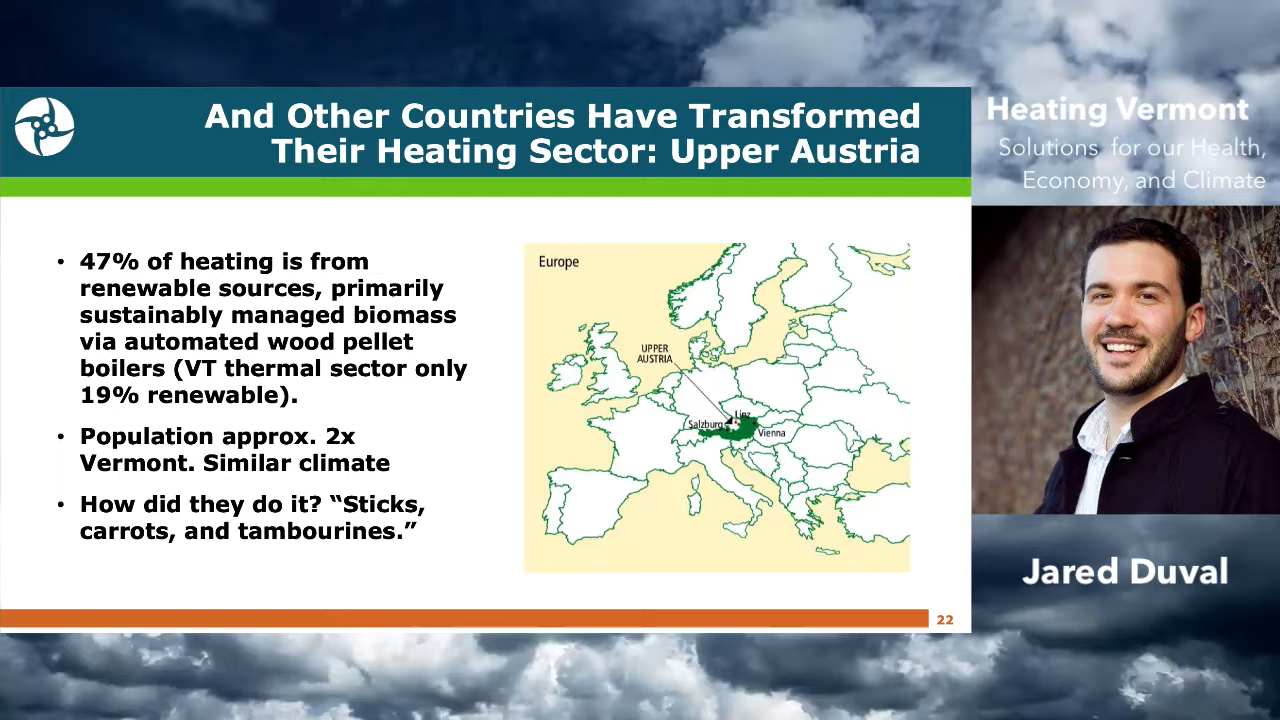 And Other Countries Have Transformed
Their Heating Sector: Upper Austria
• 47% of heating is from
renewable sources, primarily
sustainably managed biomass
via automated wood pellet
boilers (VT thermal sector only
19% renewable).
• Population approx. 2x
Vermont. Similar climate
• How did they do it? “Sticks,
carrots, and tambourines.”
Europe
UPPER
AUSTRIA
Linz
Salzburg
Vienna
22
Heating Vermont
Solutions for our Health,
Economy, and Climate
Jared Duval